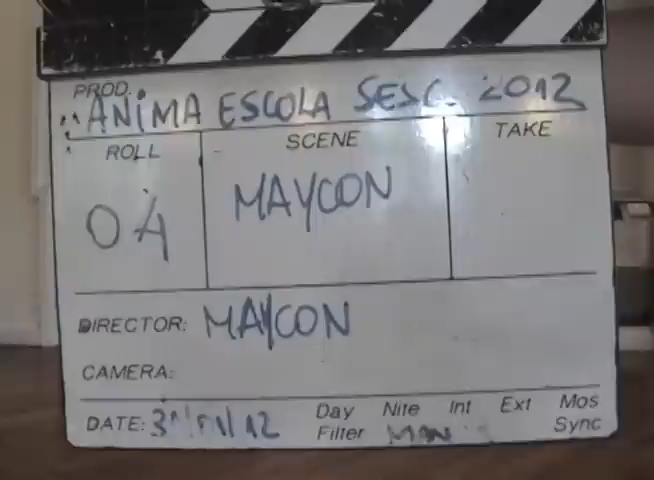 PROD.
ANIMA ESCOLA SESC. 2012
ROLL SCENE TAKE
04 MAYCON
DIRECTOR: MAYCON
CAMERA:
DATE: Day Nite Int Ext Mos
Filter Sync